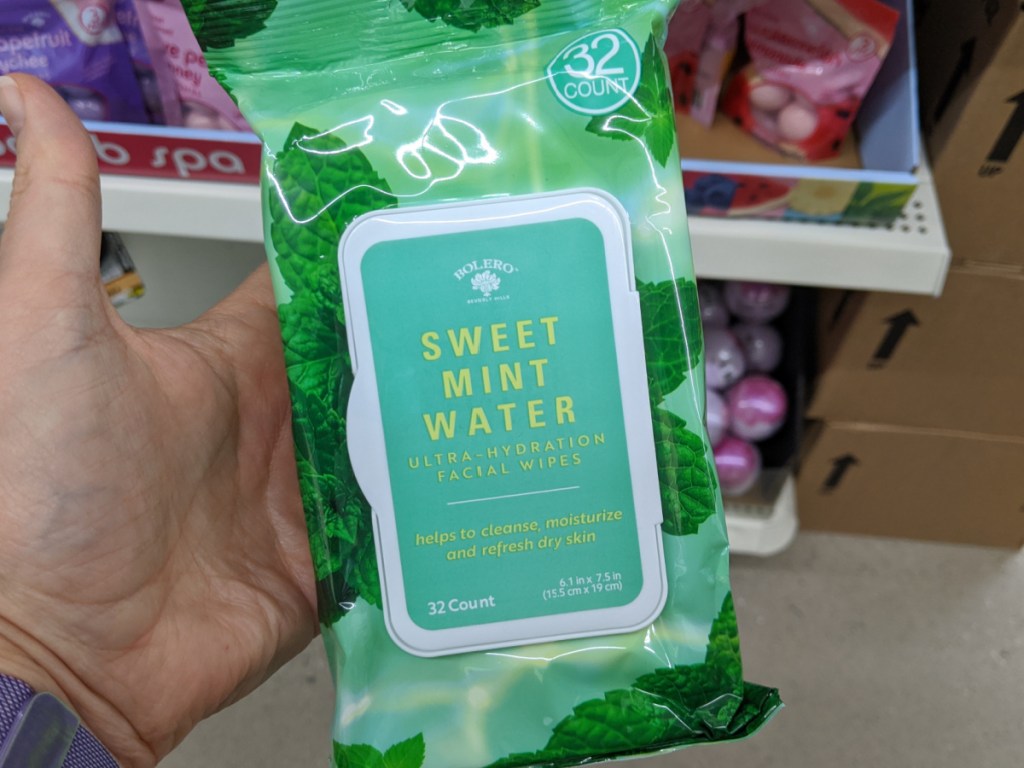 32
COUNT
spa
BOLERO
BEVERLY HILLS
SWEET
MINT
WATER
ULTRA-HYDRATION
FACIAL WIPES
helps to cleanse, moisturize
and refresh dry skin
6.1 in x 7.5 in
(15.5 cm x 19 cm)
32 Count
UP